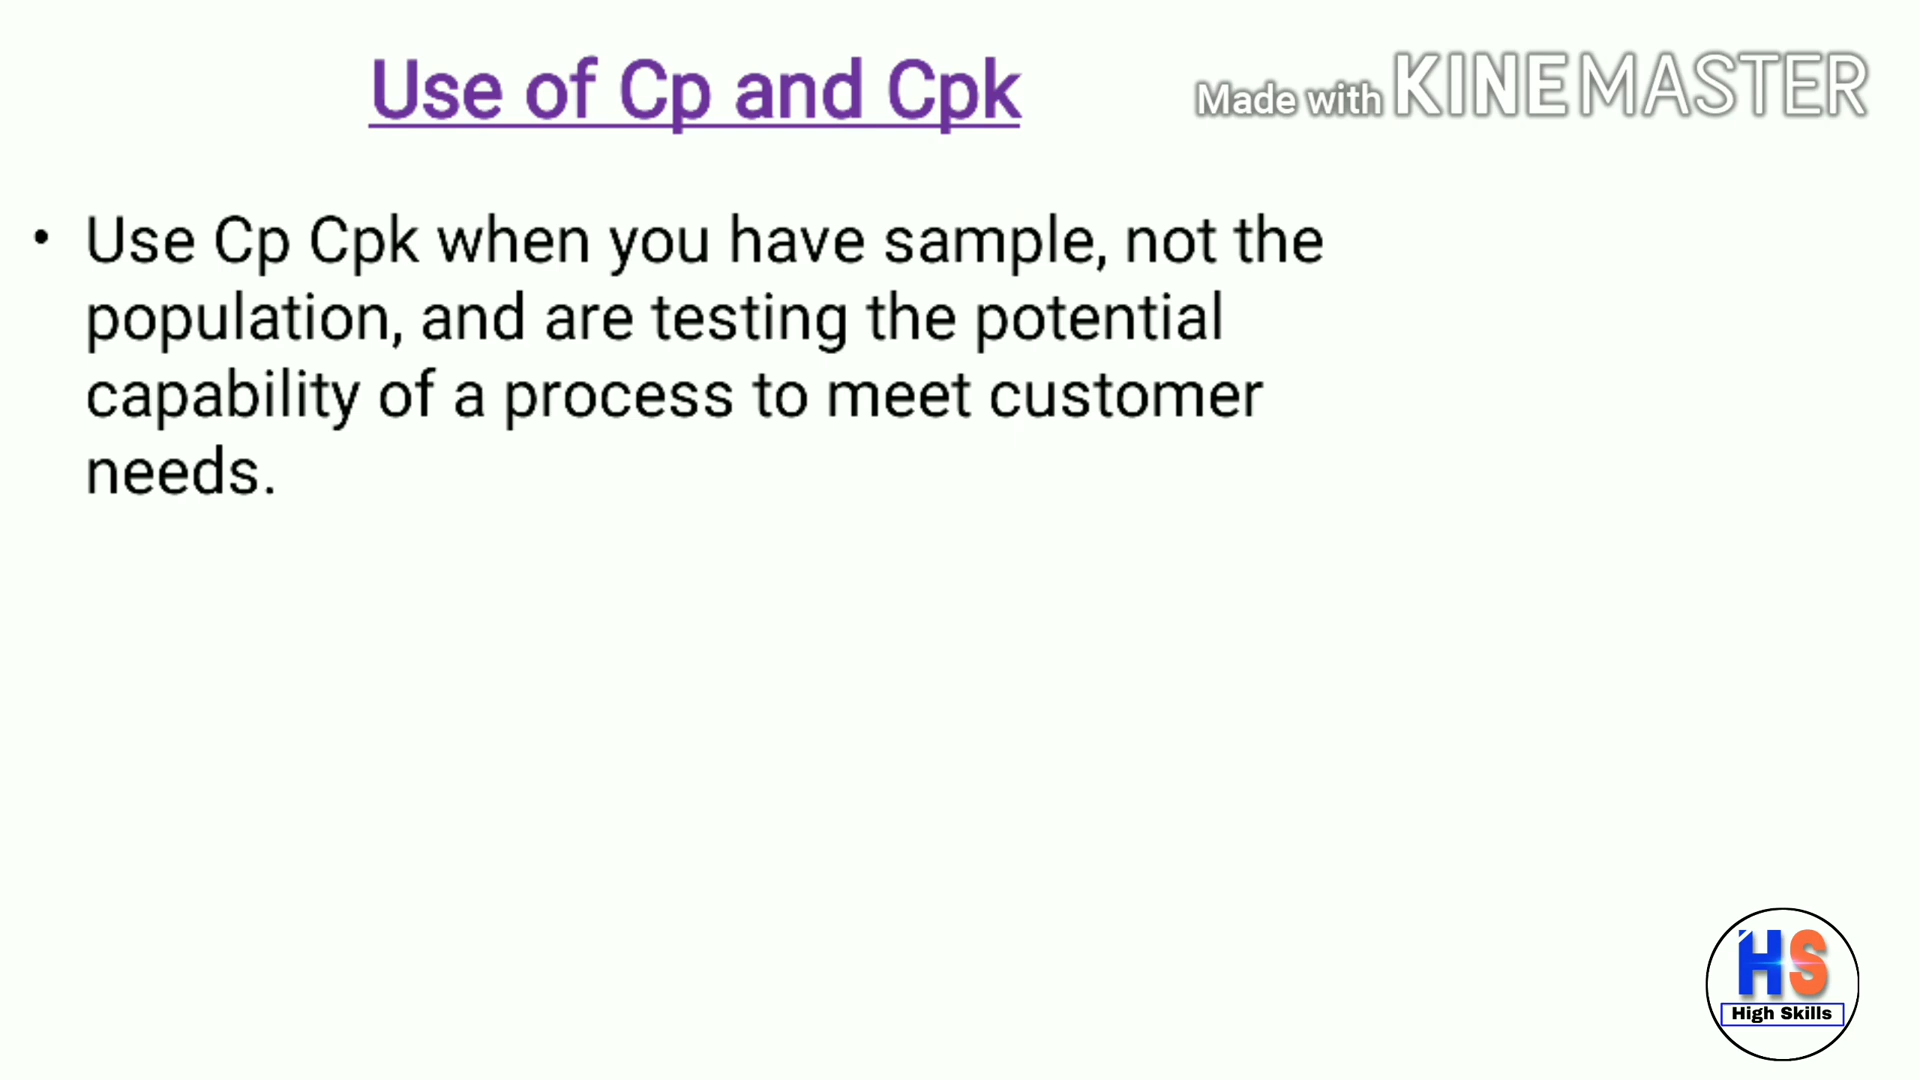 Use of Cp and Cpk
Made with KINEMASTER
• Use Cp Cpk when you have sample, not the
population, and are testing the potential
capability of a process to meet customer
needs.
HS
High Skills